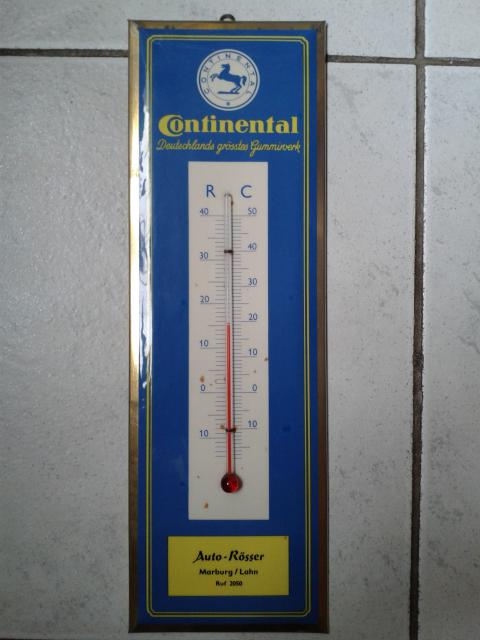 CONTINENTAL
Continental
Deutschlands grösstes Gummiwerk
R C
40 50
30 40
20 20
10 10
0 0
10 10
Auto-Rösser
Marburg/Lahn
Ruf 2050